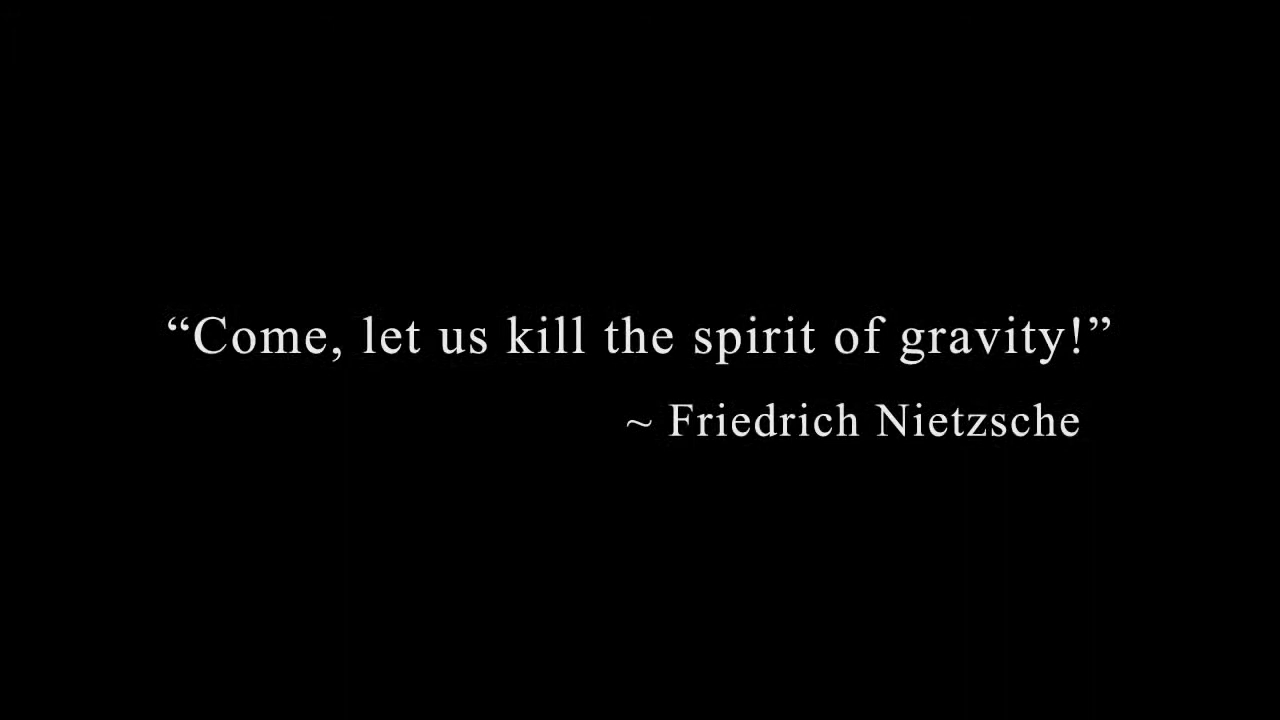 “Come, let us kill the spirit of gravity!”
~ Friedrich Nietzsche